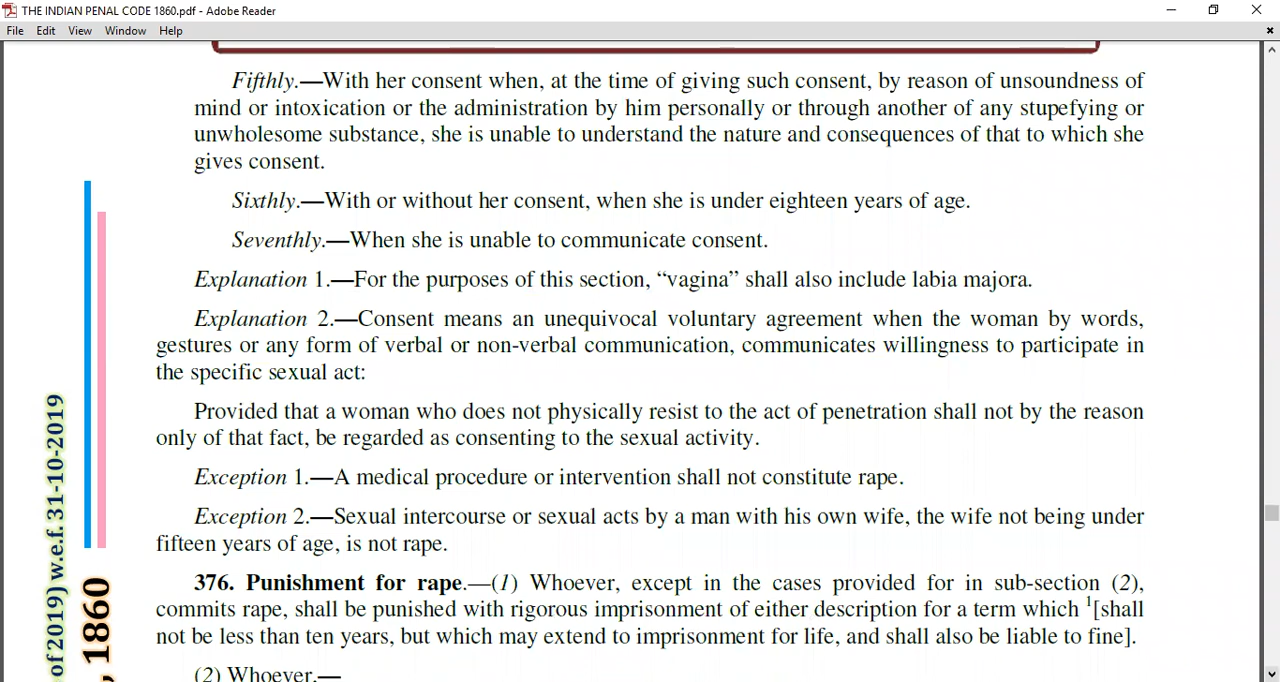 THE INDIAN PENAL CODE 1860.pdf - Adobe Reader
File Edit View Window Help
Fifthly.—With her consent when, at the time of giving such consent, by reason of unsoundness of
mind or intoxication or the administration by him personally or through another of any stupefying or
unwholesome substance, she is unable to understand the nature and consequences of that to which she
gives consent.
Sixthly.—With or without her consent, when she is under eighteen years of age.
Seventhly.—When she is unable to communicate consent.
Explanation 1.—For the purposes of this section, “vagina” shall also include labia majora.
Explanation 2.—Consent means an unequivocal voluntary agreement when the woman by words,
gestures or any form of verbal or non-verbal communication, communicates willingness to participate in
the specific sexual act:
Provided that a woman who does not physically resist to the act of penetration shall not by the reason
only of that fact, be regarded as consenting to the sexual activity.
Exception 1.—A medical procedure or intervention shall not constitute rape.
Exception 2.—Sexual intercourse or sexual acts by a man with his own wife, the wife not being under
fifteen years of age, is not rape.
376. Punishment for rape.—(1) Whoever, except in the cases provided for in sub-section (2),
commits rape, shall be punished with rigorous imprisonment of either description for a term which 1[shall
not be less than ten years, but which may extend to imprisonment for life, and shall also be liable to fine].
(2) Whoever,—
of 2019) w.e.f. 31-10-2019
, 1860